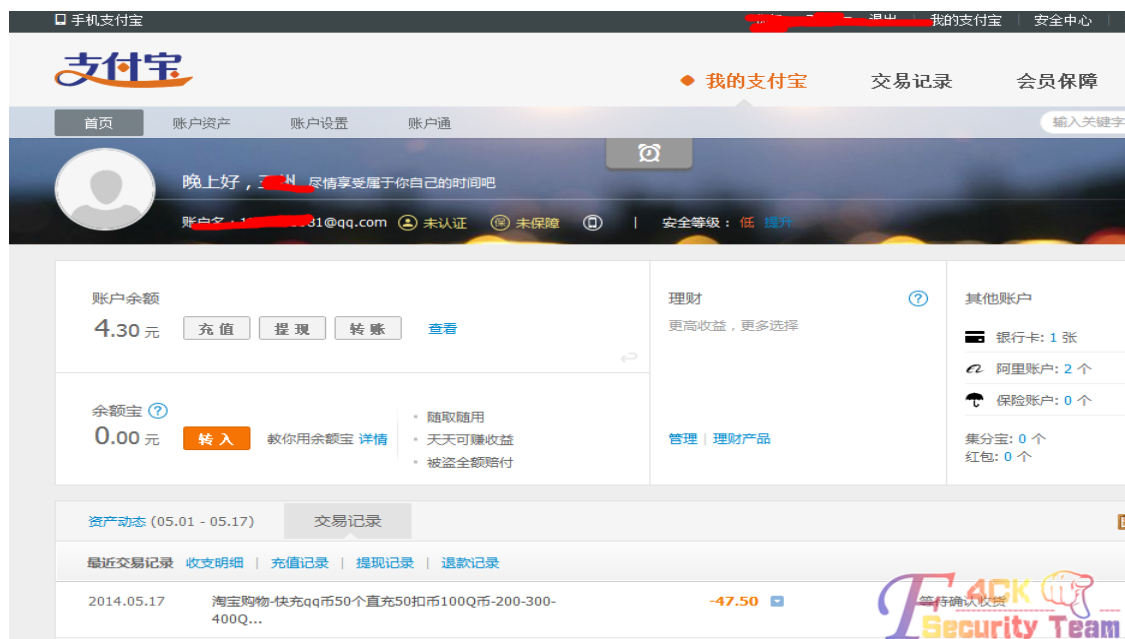 手机支付宝
退出 我的支付宝 安全中心
支付宝
我的支付宝 交易记录 会员保障
首页 账户资产 账户设置 账户通 输入关键字
晚上好，
尽情享受属于你自己的时间吧
账户名：
31@qq.com 未认证 保 未保障 | 安全等级： 低 提升
账户余额
4.30 元 充值 提现 转账 查看
余额宝 ?
0.00 元 转入 教你用余额宝 详情
· 随取随用
· 天天可赚收益
· 被盗全额赔付
理财 ?
更高收益，更多选择
管理 | 理财产品
其他账户
银行卡: 1 张
阿里账户: 2 个
保险账户: 0 个
集分宝: 0 个
红包: 0 个
资产动态 (05.01 - 05.17) 交易记录
最近交易记录 收支明细 | 充值记录 | 提现记录 | 退款记录
2014.05.17 淘宝购物-快充qq币50个直充50扣币100Q币-200-300-
400Q... -47.50 等待确认收货
F4CK
Security Team